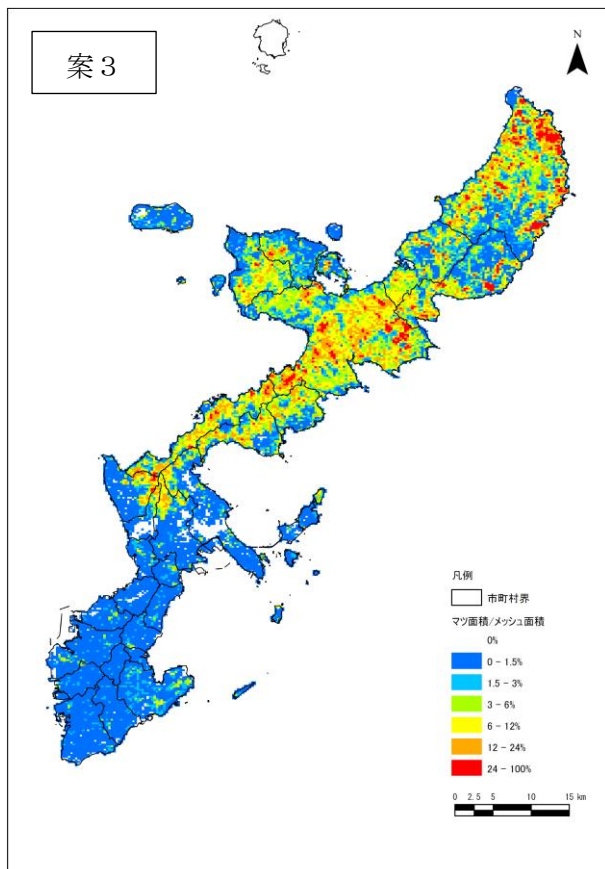 案３
N
凡例
市町村界
マツ面積/メッシュ面積
0%
0 - 1.5%
1.5 - 3%
3 - 6%
6 - 12%
12 - 24%
24 - 100%
0 2.5 5 10 15 km